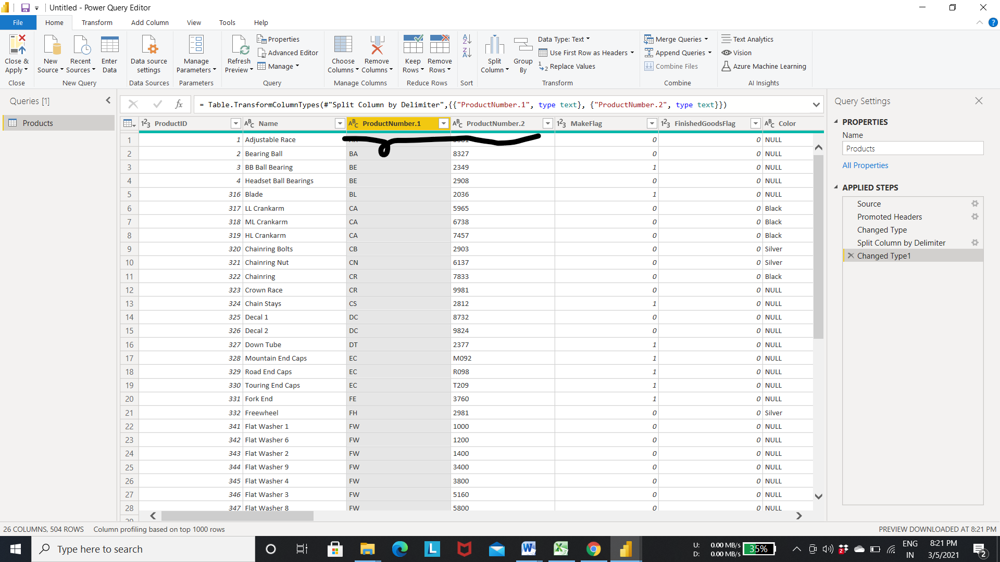 Untitled - Power Query Editor
File Home Transform Add Column View Tools Help
Close & Apply
New Source
Recent Sources
Enter Data
Data source settings
Manage Parameters
Refresh Preview
Properties
Advanced Editor
Manage
Choose Columns
Remove Columns
Keep Rows
Remove Rows
Split Column
Group By
Data Type: Text
Use First Row as Headers
Replace Values
Merge Queries
Append Queries
Combine Files
Text Analytics
Vision
Azure Machine Learning
Close New Query Data Sources Parameters Query Manage Columns Reduce Rows Sort Transform Combine AI Insights
Queries [1]
Products
fx = Table.TransformColumnTypes(#"Split Column by Delimiter",{{"ProductNumber.1", type text}, {"ProductNumber.2", type text}})
ProductID Name ProductNumber.1 ProductNumber.2 MakeFlag FinishedGoodsFlag Color
1 1 Adjustable Race 0 0 NULL
2 2 Bearing Ball BA 8327 0 0 NULL
3 3 BB Ball Bearing BE 2349 1 0 NULL
4 4 Headset Ball Bearings BE 2908 0 0 NULL
5 316 Blade BL 2036 1 0 NULL
6 317 LL Crankarm CA 5965 0 0 Black
7 318 ML Crankarm CA 6738 0 0 Black
8 319 HL Crankarm CA 7457 0 0 Black
9 320 Chainring Bolts CB 2903 0 0 Silver
10 321 Chainring Nut CN 6137 0 0 Silver
11 322 Chainring CR 7833 0 0 Black
12 323 Crown Race CR 9981 0 0 NULL
13 324 Chain Stays CS 2812 1 0 NULL
14 325 Decal 1 DC 8732 0 0 NULL
15 326 Decal 2 DC 9824 0 0 NULL
16 327 Down Tube DT 2377 1 0 NULL
17 328 Mountain End Caps EC M092 1 0 NULL
18 329 Road End Caps EC R098 1 0 NULL
19 330 Touring End Caps EC T209 1 0 NULL
20 331 Fork End FE 3760 1 0 NULL
21 332 Freewheel FH 2981 0 0 Silver
22 341 Flat Washer 1 FW 1000 0 0 NULL
23 342 Flat Washer 6 FW 1200 0 0 NULL
24 343 Flat Washer 2 FW 1400 0 0 NULL
25 344 Flat Washer 9 FW 3400 0 0 NULL
26 345 Flat Washer 4 FW 3800 0 0 NULL
27 346 Flat Washer 3 FW 5160 0 0 NULL
28 347 Flat Washer 8 FW 5800 0 0 NULL
Query Settings
PROPERTIES
Name
Products
All Properties
APPLIED STEPS
Source
Promoted Headers
Changed Type
Split Column by Delimiter
Changed Type1
26 COLUMNS, 504 ROWS Column profiling based on top 1000 rows PREVIEW DOWNLOADED AT 8:21 PM
Type here to search
U: 0.00 MB/s
D: 0.00 MB/s
35%
ENG
IN
8:21 PM
3/5/2021
2